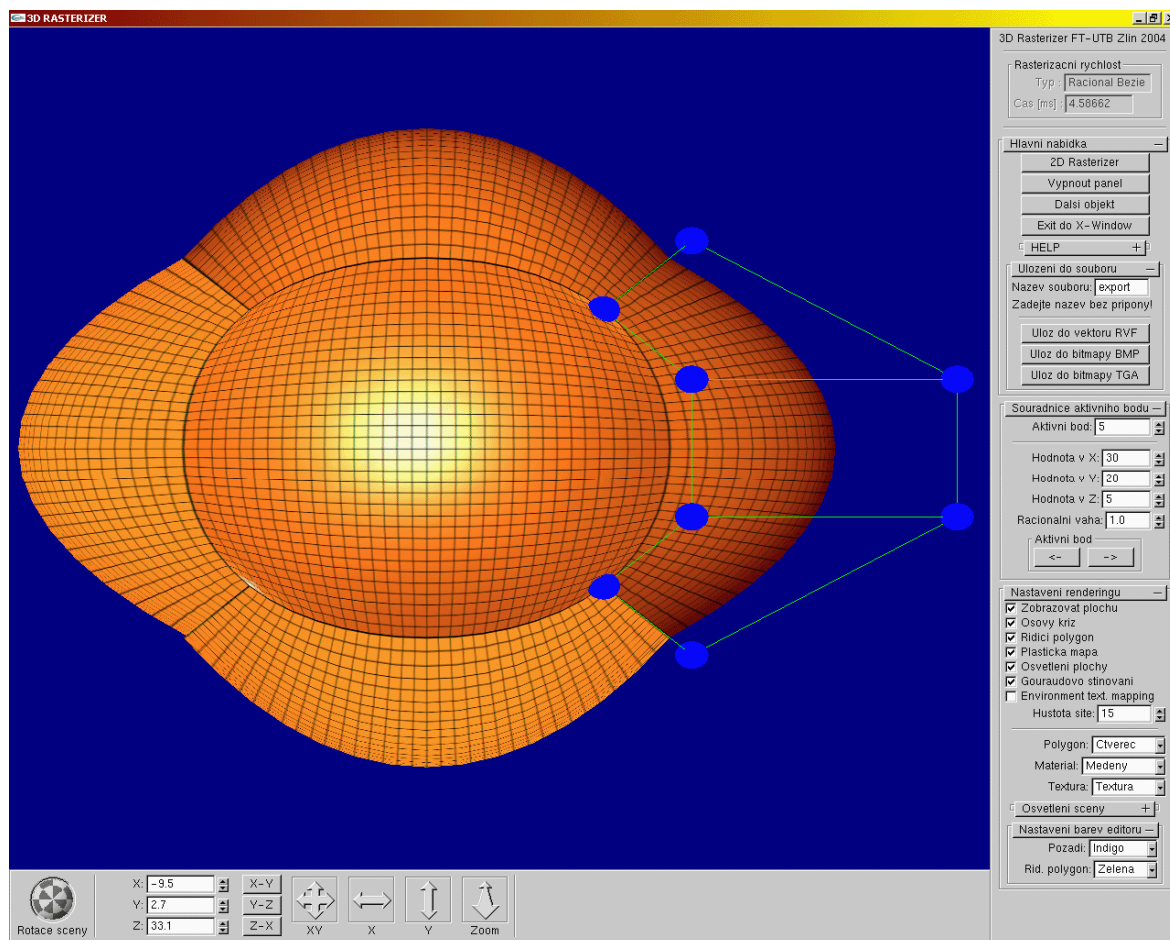 3D RASTERIZER
3D Rasterizer FT-UTB Zlin 2004
Rasterizacni rychlost
Typ : Racional Bezie
Cas [ms] : 4.58662
Hlavni nabidka
2D Rasterizer
Vypnout panel
Dalsi objekt
Exit do X-Window
HELP
Ulozeni do souboru
Nazev souboru: export
Zadejte nazev bez pripony!
Uloz do vektoru RVF
Uloz do bitmapy BMP
Uloz do bitmapy TGA
Souradnice aktivniho bodu
Aktivni bod: 5
Hodnota v X: 30
Hodnota v Y: 20
Hodnota v Z: 5
Racionalni vaha: 1.0
Aktivni bod
<- ->
Nastaveni renderingu
Zobrazovat plochu
Osovy kriz
Ridici polygon
Plasticka mapa
Osvetleni plochy
Gouraudovo stinovani
Environment text. mapping
Hustota site: 15
Polygon: Ctverec
Material: Medeny
Textura: Textura
Osvetleni sceny
Nastaveni barev editoru
Pozadi: Indigo
Rid. polygon: Zelena
X: -9.5 X-Y
Y: 2.7 Y-Z
Z: 33.1 Z-X
Rotace sceny XY X Y Zoom